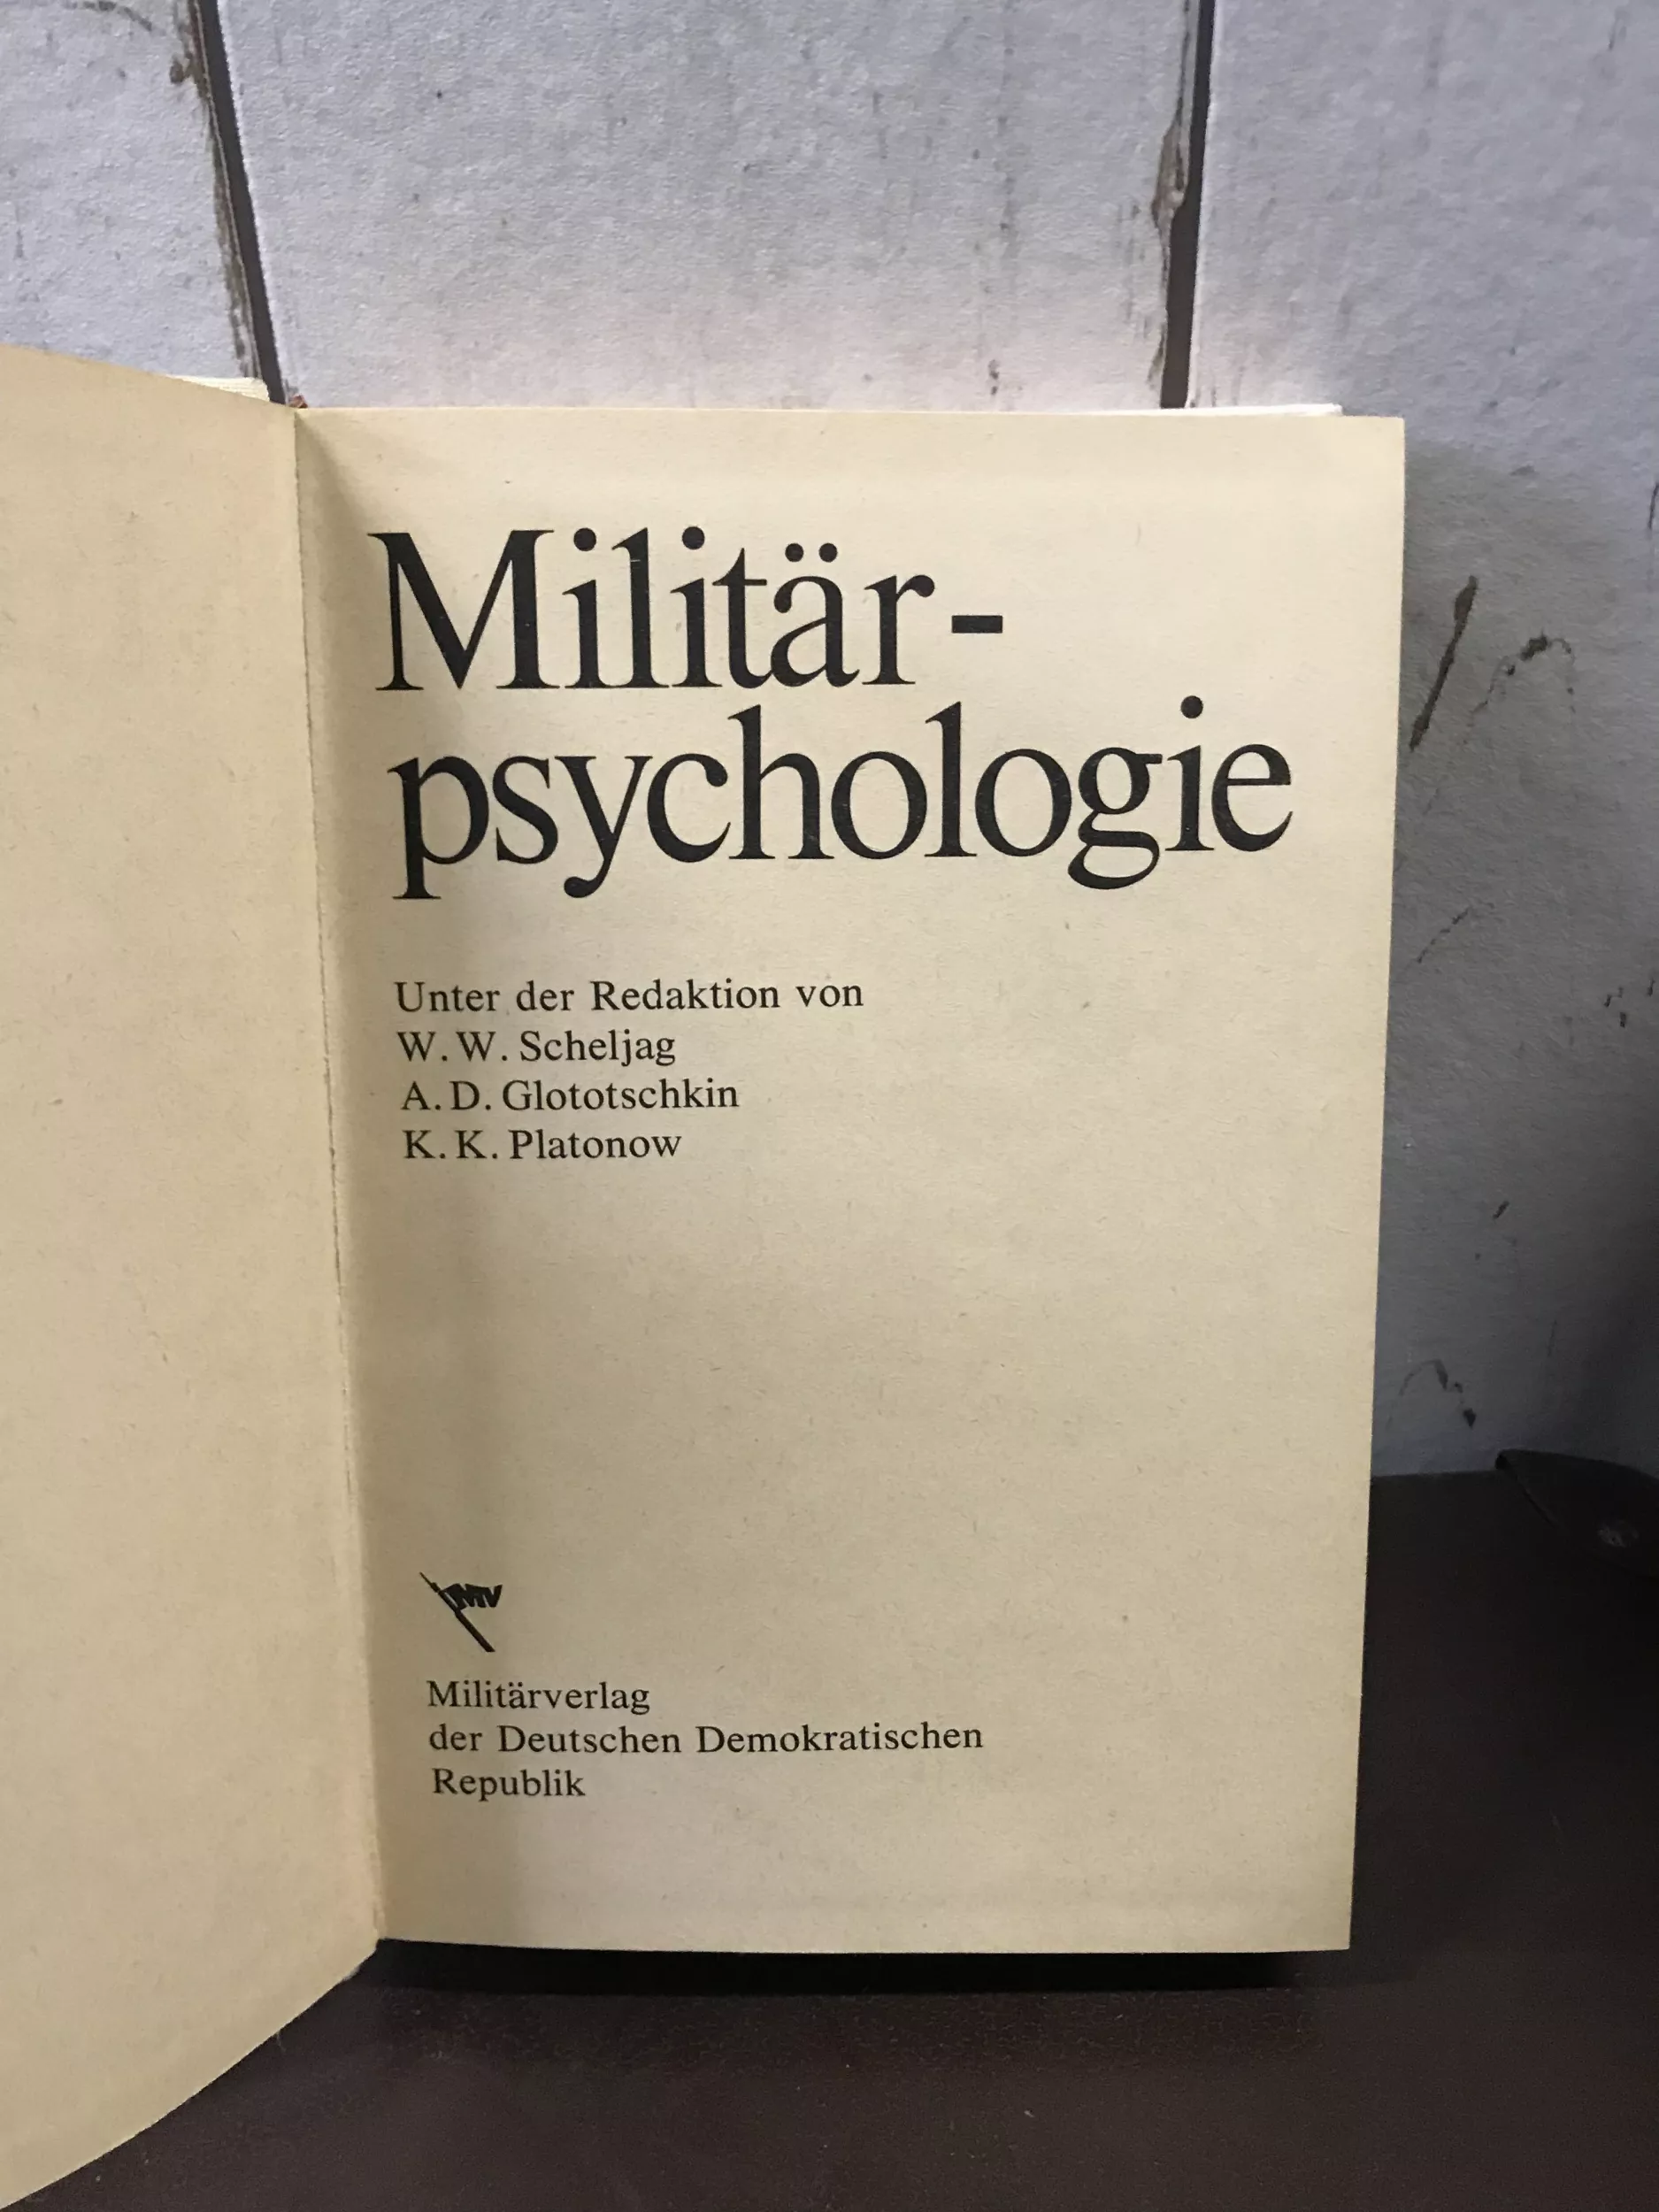 Militär-
psychologie
Unter der Redaktion von
W. W. Scheljag
A. D. Glototschkin
K. K. Platonow
MV
Militärverlag
der Deutschen Demokratischen
Republik